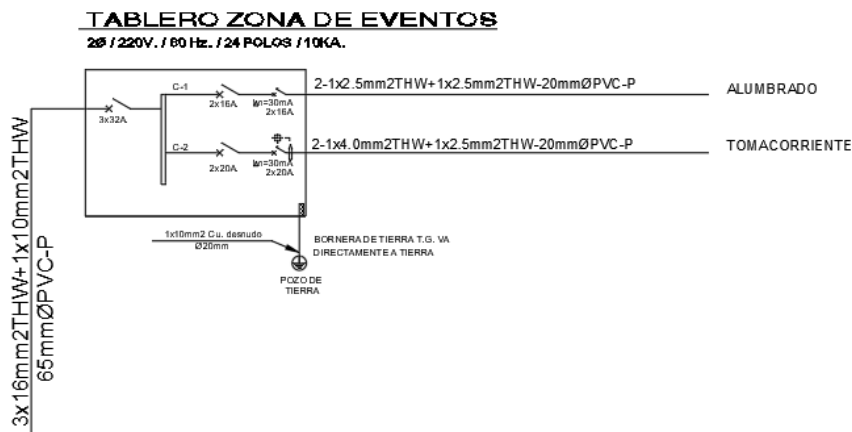 TABLERO ZONA DE EVENTOS
2Ø / 220V. / 60 Hz. / 24 POLOS / 10KA.
C-1
2x16A.
IΔn=30mA
2x16A.
2-1x2.5mm2THW+1x2.5mm2THW-20mmØPVC-P
ALUMBRADO
3x32A.
C-2
2x20A.
IΔn=30mA
2x20A.
2-1x4.0mm2THW+1x2.5mm2THW-20mmØPVC-P
TOMACORRIENTE
3x16mm2THW+1x10mm2THW
65mmØPVC-P
1x10mm2 Cu. desnudo
Ø20mm
BORNERA DE TIERRA T.G. VA
DIRECTAMENTE A TIERRA
POZO DE
TIERRA